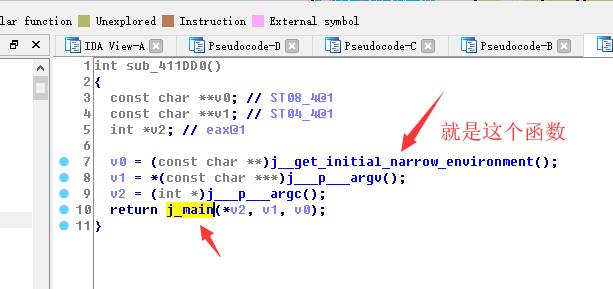 lar function Unexplored Instruction External symbol
IDA View-A Pseudocode-D Pseudocode-C Pseudocode-B
1 int sub_411DD0()
2 {
3 const char **v0; // ST08_4@1
4 const char **v1; // ST04_4@1
5 int *v2; // eax@1
6
7 v0 = (const char **)j__get_initial_narrow_environment();
就是这个函数
8 v1 = *(const char ***)j___p___argv();
9 v2 = (int *)j___p___argc();
10 return j_main(*v2, v1, v0);
11 }